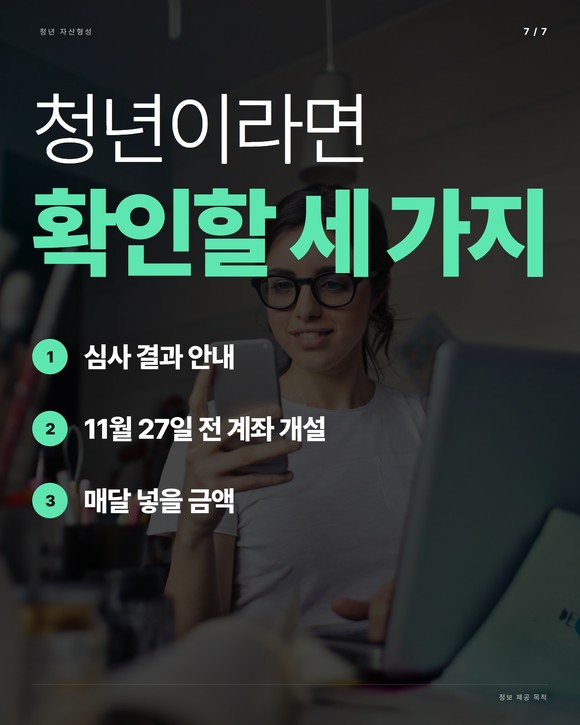 청년 자산형성
7 / 7
청년이라면
확인할 세 가지
1 심사 결과 안내
2 11월 27일 전 계좌 개설
3 매달 넣을 금액
정보 제공 목적